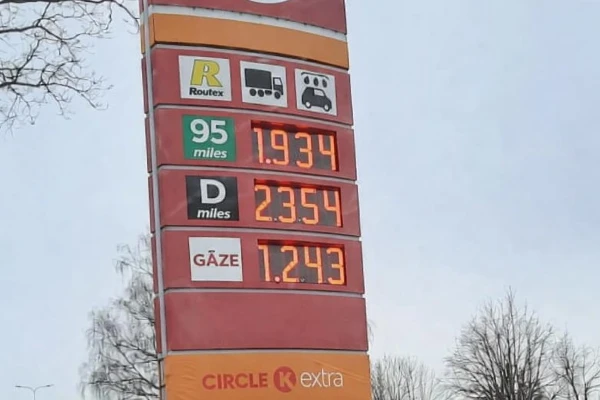 R
Routex
95
miles
1.934
D
miles
2.354
GĀZE
1.243
CIRCLE K extra